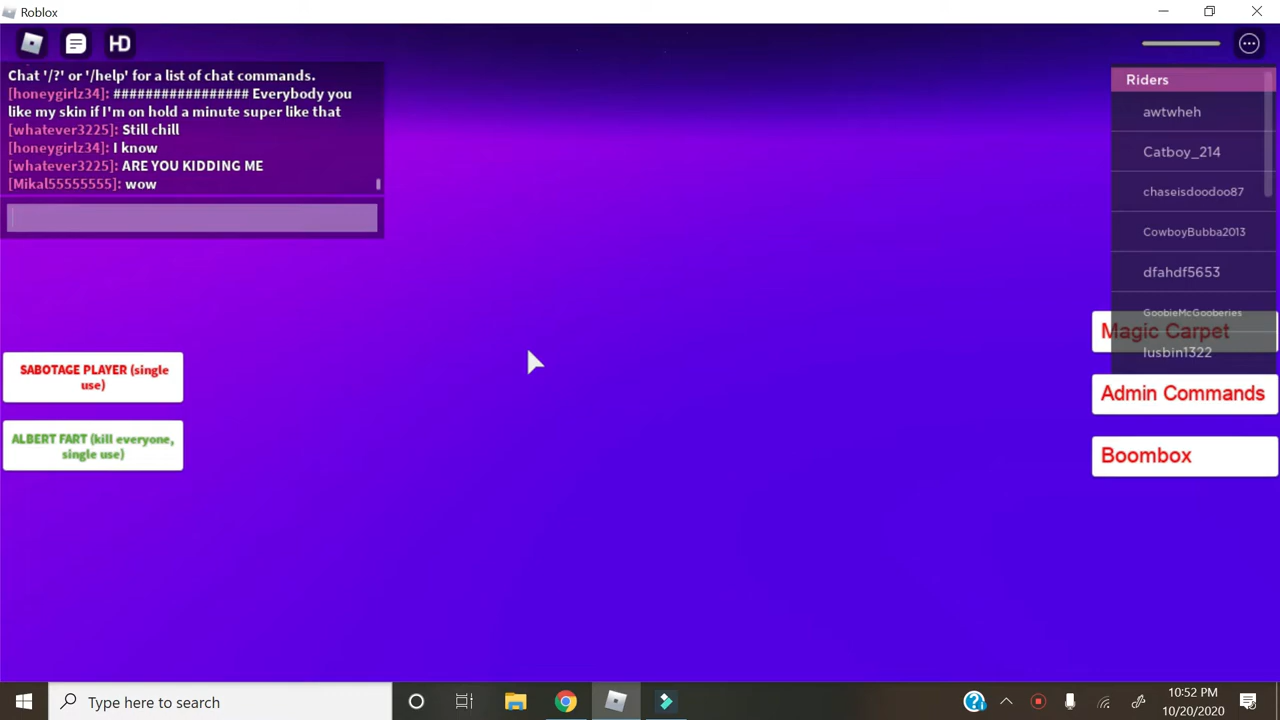 Roblox
HD
Chat '/?' or '/help' for a list of chat commands.
[honeygirlz34]: ################# Everybody you
like my skin if I'm on hold a minute super like that
[whatever3225]: Still chill
[honeygirlz34]: I know
[whatever3225]: ARE YOU KIDDING ME
[Mikal55555555]: wow
Riders
awtwheh
Catboy_214
chaseisdoodoo87
CowboyBubba2013
dfahdf5653
GoobieMcGooberies
Magic Carpet
lusbin1322
SABOTAGE PLAYER (single
use)
Admin Commands
ALBERT FART (kill everyone,
single use)
Boombox
Type here to search
10:52 PM
10/20/2020